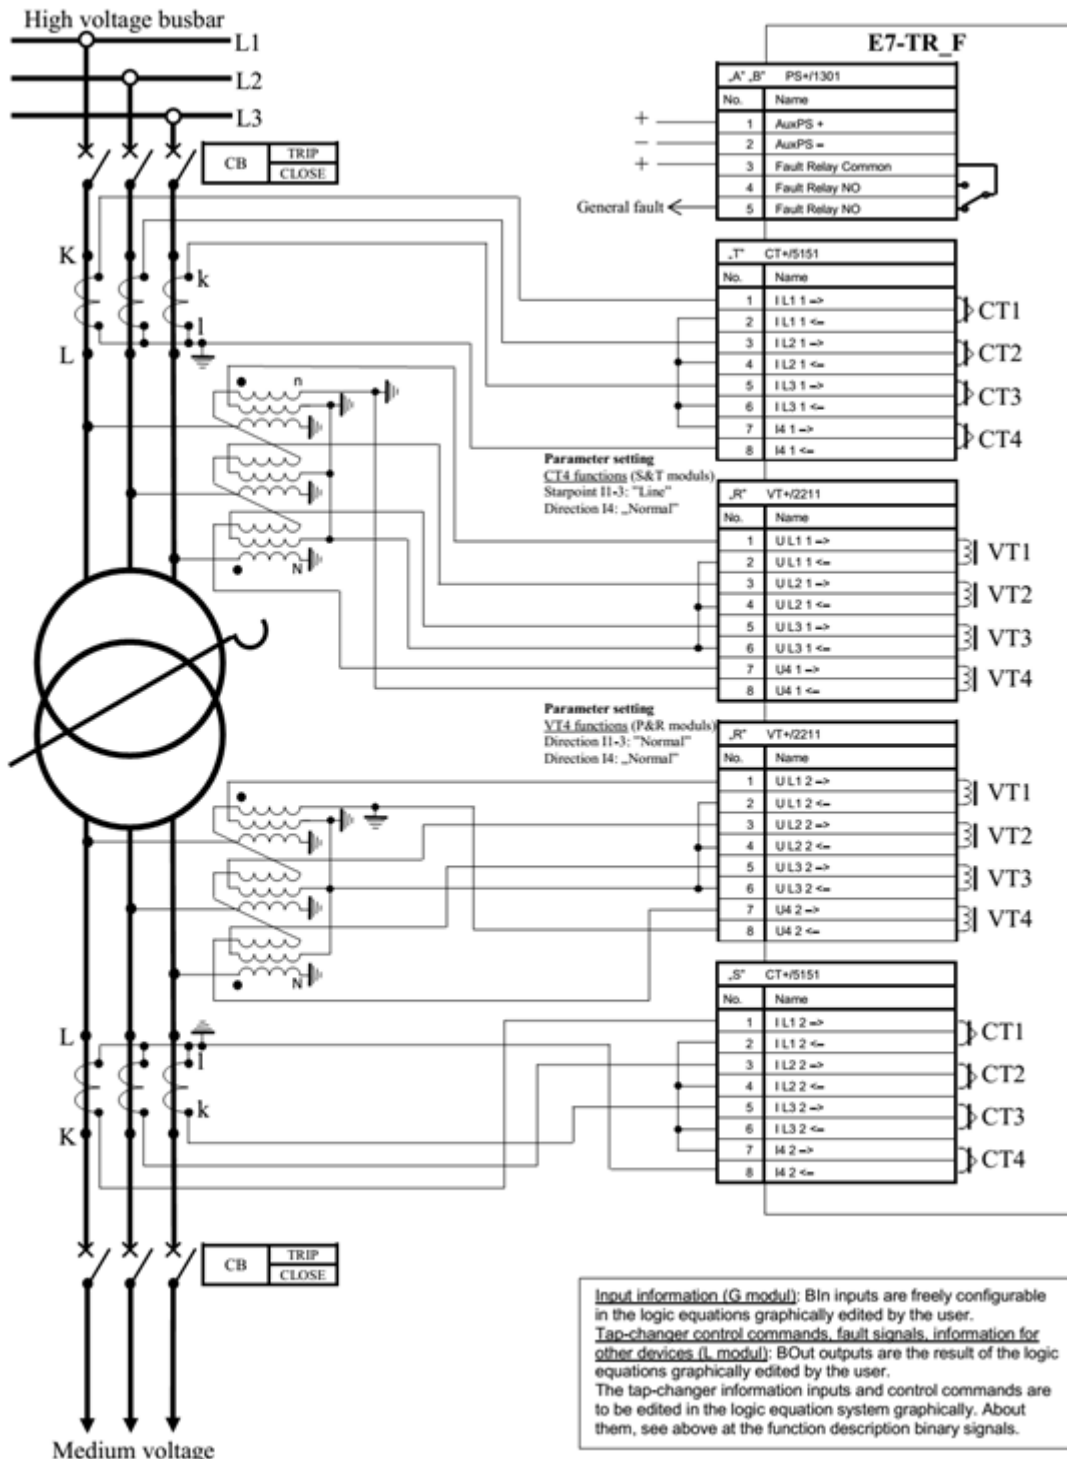 High voltage busbar
L1
L2
L3
CB
TRIP
CLOSE
K
k
l
L
n
N
E7-TR_F
„A" „B" PS+/1301
No. Name
+ 1 AuxPS +
− 2 AuxPS -
+ 3 Fault Relay Common
4 Fault Relay NO
General fault 5 Fault Relay NO
„T" CT+/5151
No. Name
1 I L1 1 =>
2 I L1 1 <=
3 I L2 1 =>
4 I L2 1 <=
5 I L3 1 =>
6 I L3 1 <=
7 I4 1 =>
8 I4 1 <=
CT1
CT2
CT3
CT4
Parameter setting
CT4 functions (S&T moduls)
Starpoint I1-3: "Line"
Direction I4: „Normal"
„R" VT+/2211
No. Name
1 U L1 1 =>
2 U L1 1 <=
3 U L2 1 =>
4 U L2 1 <=
5 U L3 1 =>
6 U L3 1 <=
7 U4 1 =>
8 U4 1 <=
VT1
VT2
VT3
VT4
Parameter setting
VT4 functions (P&R moduls)
Direction I1-3: "Normal"
Direction I4: „Normal"
„R" VT+/2211
No. Name
1 U L1 2 =>
2 U L1 2 <=
3 U L2 2 =>
4 U L2 2 <=
5 U L3 2 =>
6 U L3 2 <=
7 U4 2 =>
8 U4 2 <=
VT1
VT2
VT3
VT4
N
„S" CT+/5151
No. Name
1 I L1 2 =>
2 I L1 2 <=
3 I L2 2 =>
4 I L2 2 <=
5 I L3 2 =>
6 I L3 2 <=
7 I4 2 =>
8 I4 2 <=
CT1
CT2
CT3
CT4
L
l
k
K
CB
TRIP
CLOSE
Medium voltage
Input information (G modul): BIn inputs are freely configurable
in the logic equations graphically edited by the user.
Tap-changer control commands, fault signals, information for
other devices (L modul): BOut outputs are the result of the logic
equations graphically edited by the user.
The tap-changer information inputs and control commands are
to be edited in the logic equation system graphically. About
them, see above at the function description binary signals.